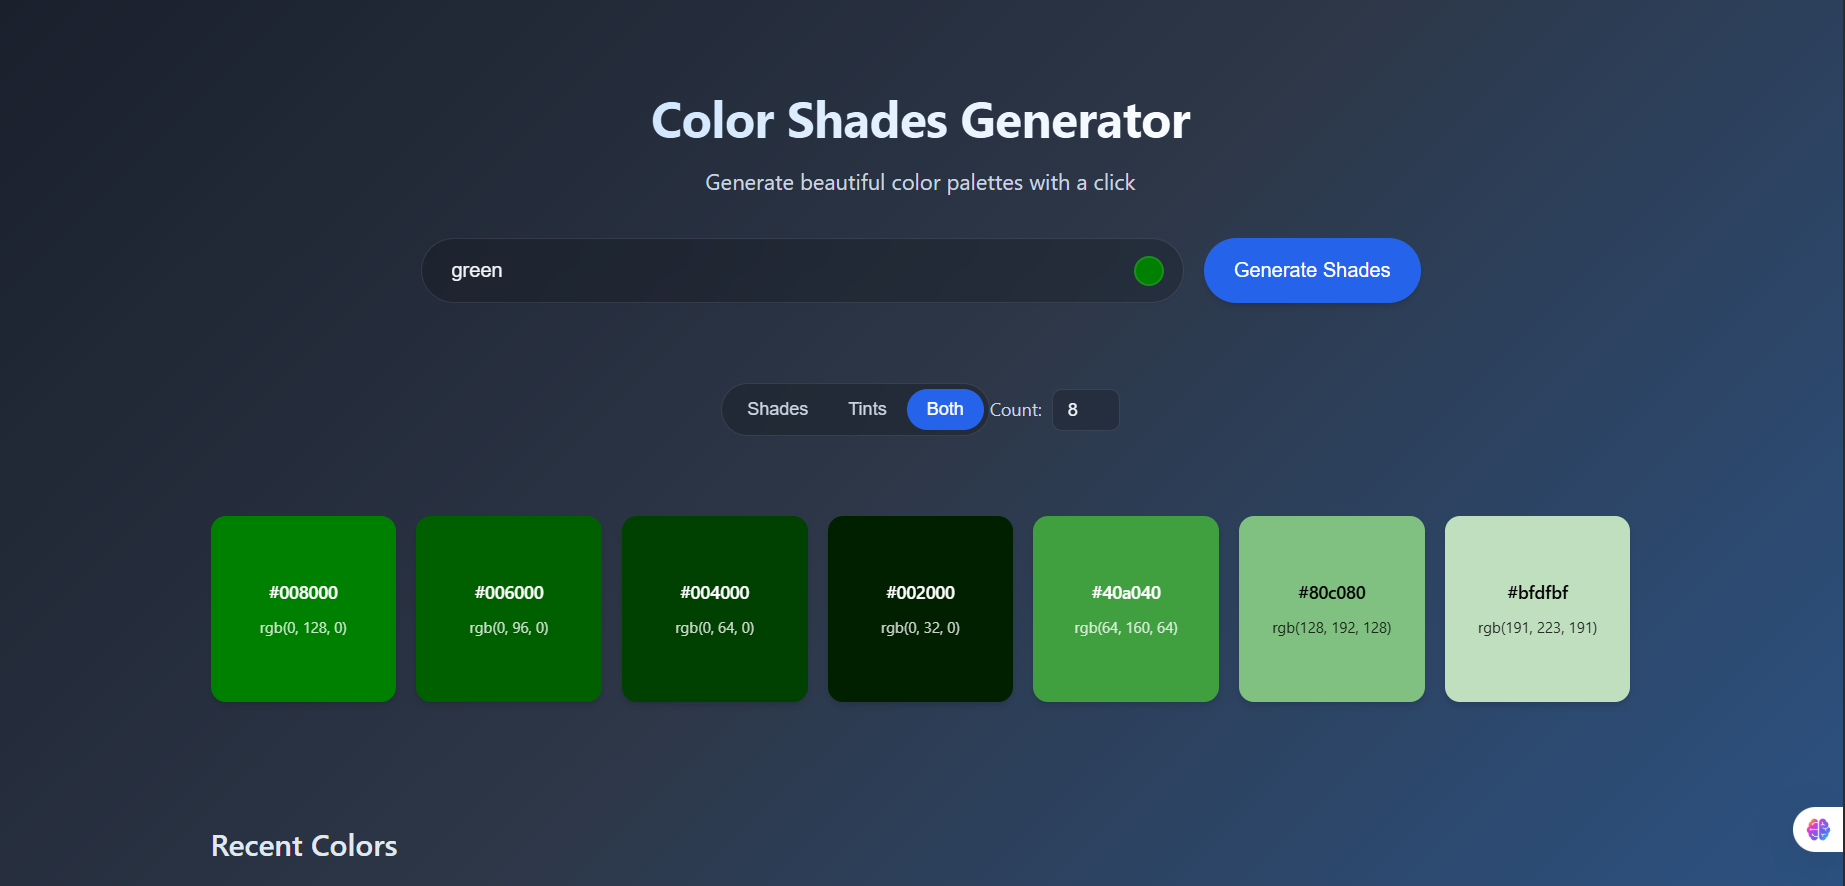 Color Shades Generator
Generate beautiful color palettes with a click
green
Generate Shades
Shades Tints Both Count: 8
#008000 #006000 #004000 #002000 #40a040 #80c080 #bfdfbf
rgb(0, 128, 0) rgb(0, 96, 0) rgb(0, 64, 0) rgb(0, 32, 0) rgb(64, 160, 64) rgb(128, 192, 128) rgb(191, 223, 191)
Recent Colors